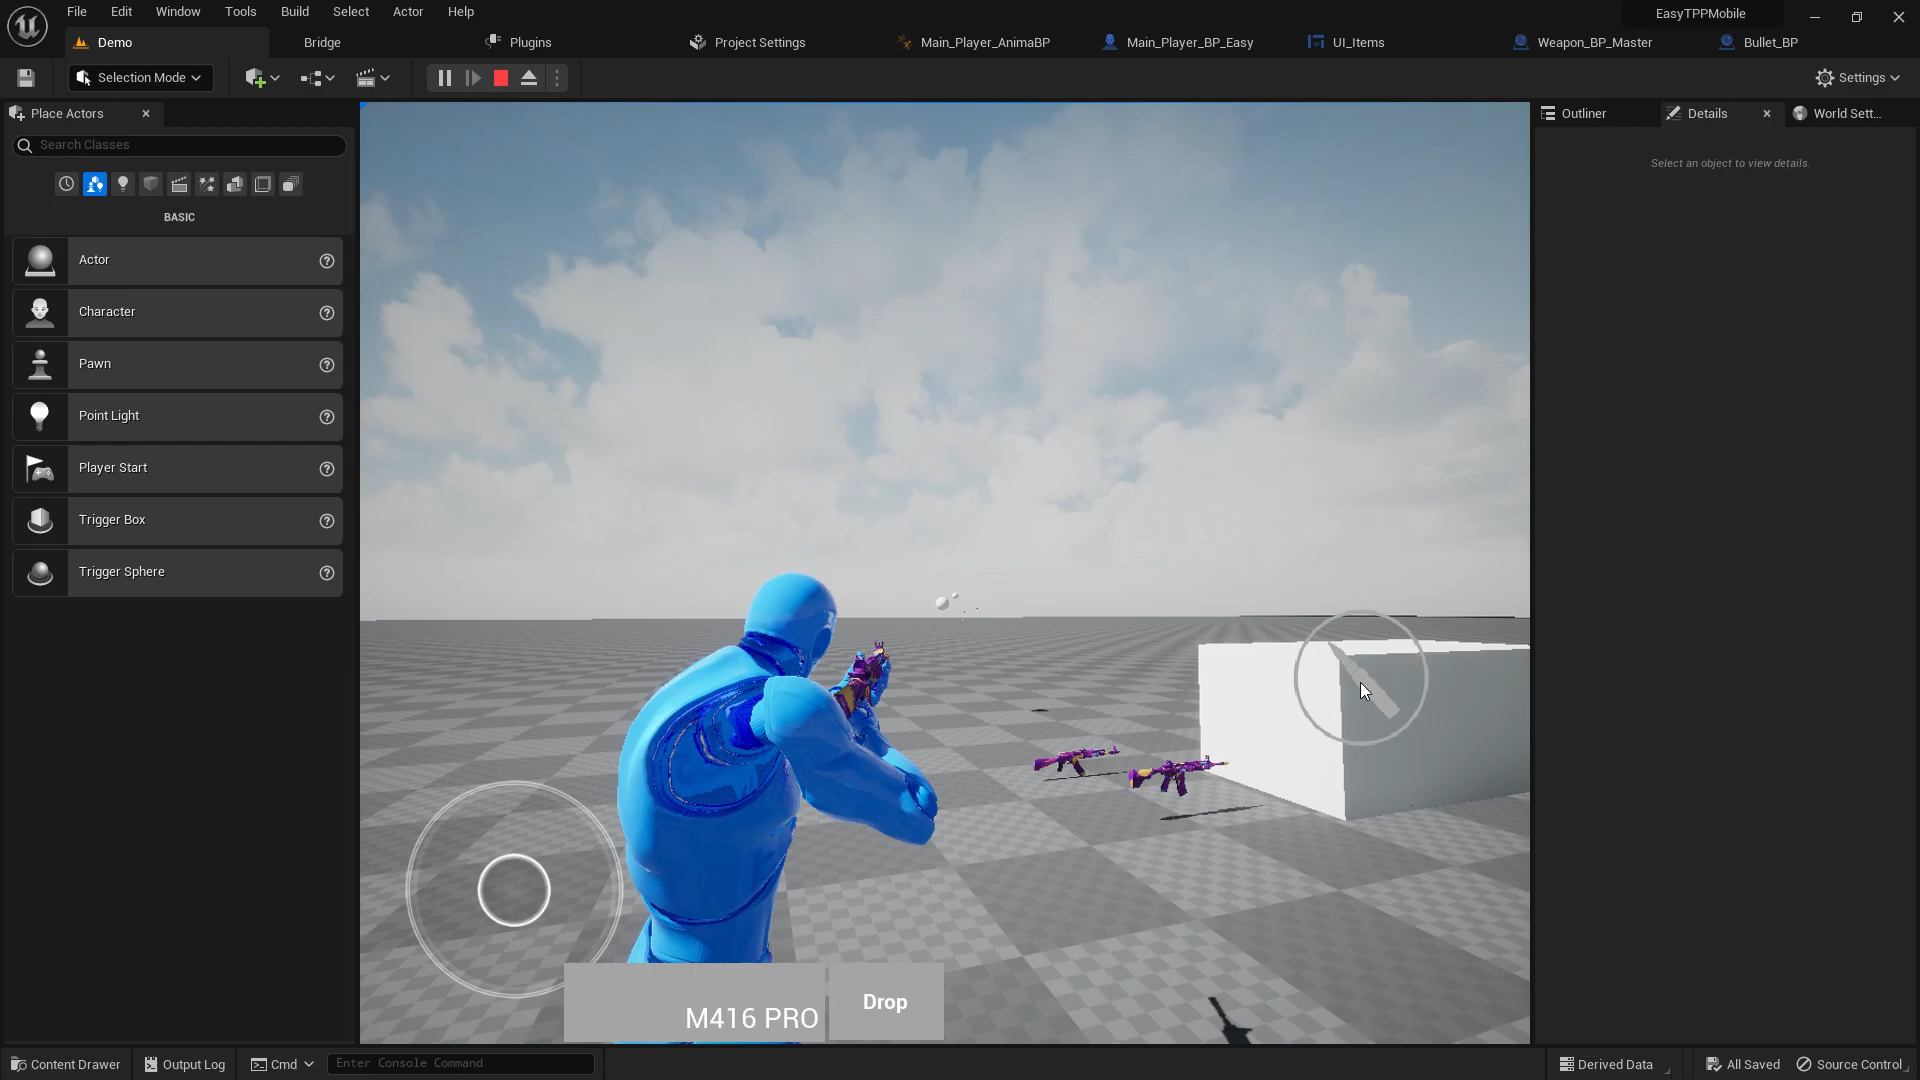 File Edit Window Tools Build Select Actor Help
EasyTPPMobile
Demo
Bridge
Plugins
Project Settings
Main_Player_AnimaBP
Main_Player_BP_Easy
UI_Items
Weapon_BP_Master
Bullet_BP
Selection Mode
Settings
Place Actors
Outliner
Details
World Sett...
Search Classes
Select an object to view details.
BASIC
Actor
Character
Pawn
Point Light
Player Start
Trigger Box
Trigger Sphere
M416 PRO
Drop
Content Drawer
Output Log
Cmd
Enter Console Command
Derived Data
All Saved
Source Control